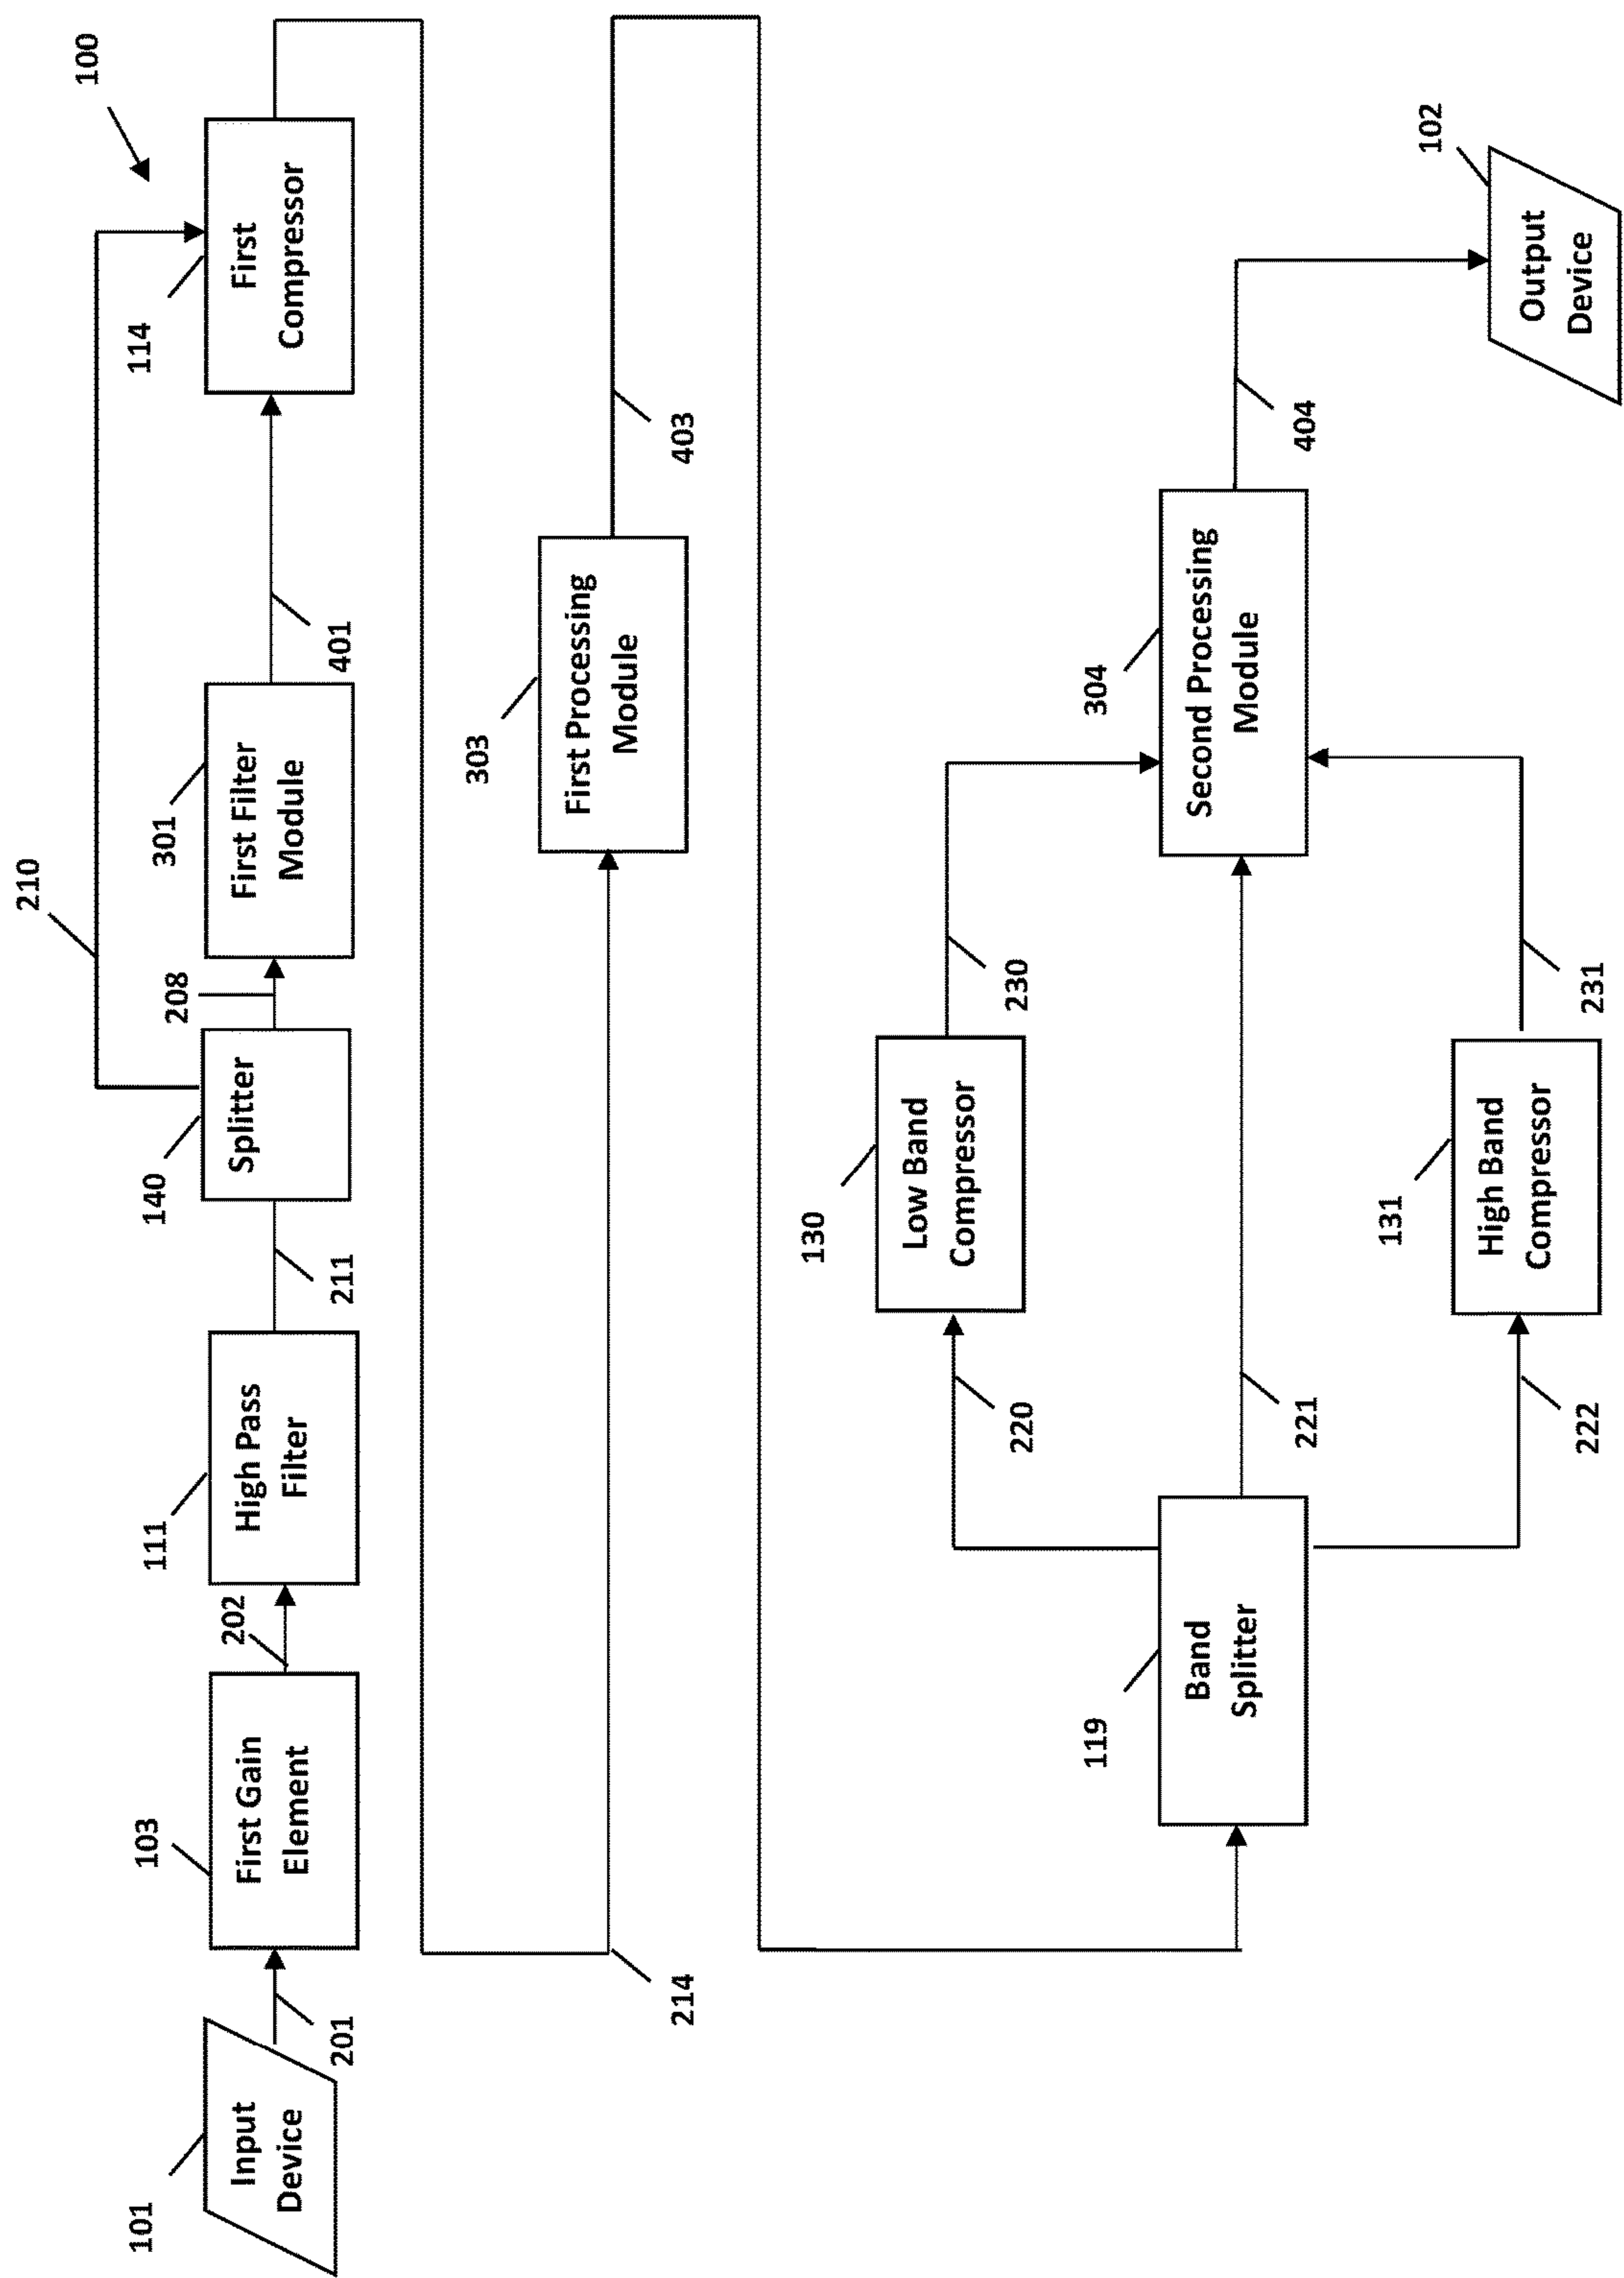 100
210
101
Input
Device
201
103
First Gain
Element
202
111
High Pass
Filter
211
140
Splitter
208
301
First Filter
Module
401
114
First
Compressor
214
303
First Processing
Module
403
119
Band
Splitter
220
221
222
130
Low Band
Compressor
230
131
High Band
Compressor
231
304
Second Processing
Module
404
102
Output
Device